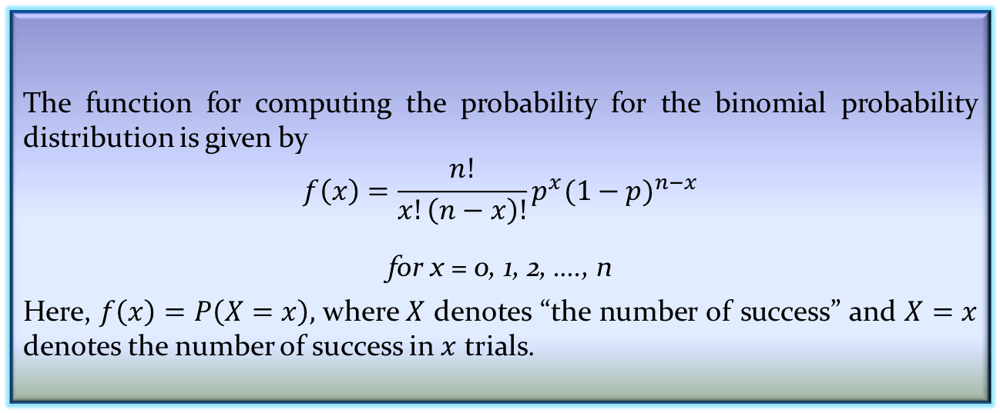 The function for computing the probability for the binomial probability
distribution is given by
f(x) = n! / x! (n − x)! p^x (1 − p)^{n−x}
for x = 0, 1, 2, ...., n
Here, f(x) = P(X = x), where X denotes “the number of success” and X = x
denotes the number of success in x trials.